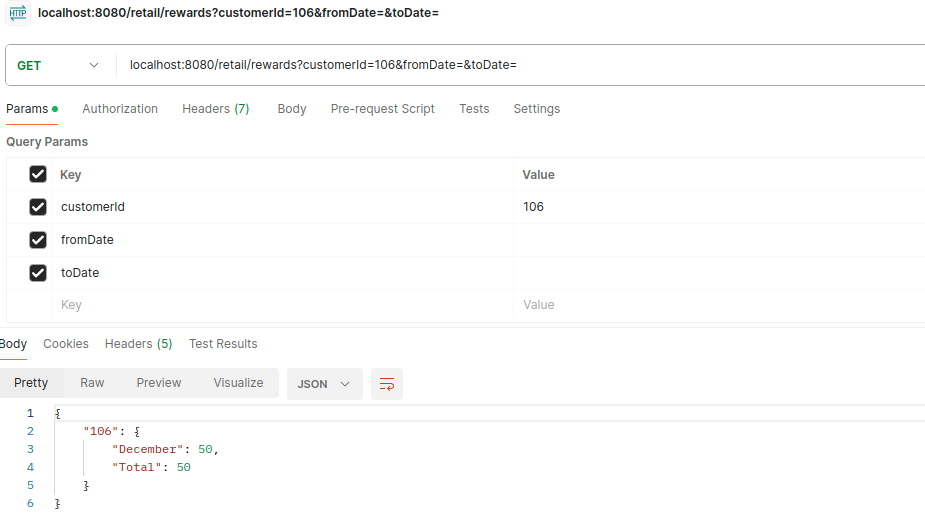 HTTP localhost:8080/retail/rewards?customerId=106&fromDate=&toDate=
GET localhost:8080/retail/rewards?customerId=106&fromDate=&toDate=
Params Authorization Headers (7) Body Pre-request Script Tests Settings
Query Params
Key Value
customerId 106
fromDate
toDate
Key Value
Body Cookies Headers (5) Test Results
Pretty Raw Preview Visualize JSON
1 {
2 "106": {
3 "December": 50,
4 "Total": 50
5 }
6 }